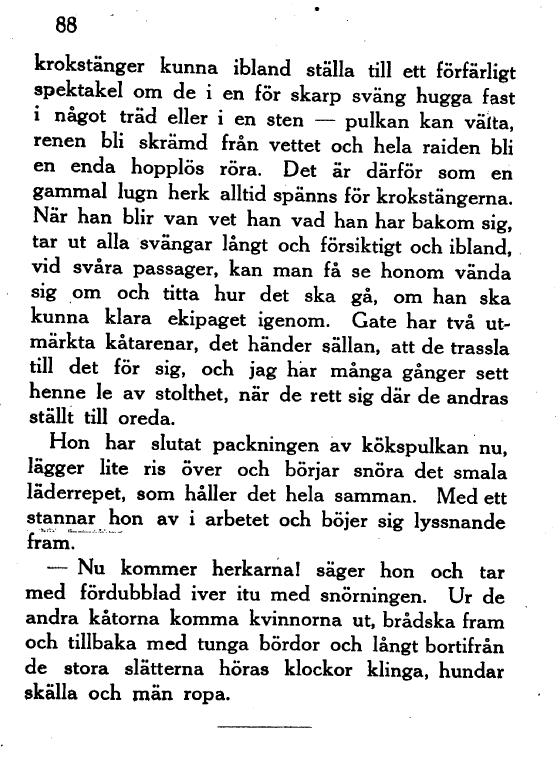 88
krokstänger kunna ibland ställa till ett förfärligt
spektakel om de i en för skarp sväng hugga fast
i något träd eller i en sten — pulkan kan välta,
renen bli skrämd från vettet och hela raiden bli
en enda hopplös röra. Det är därför som en
gammal lugn herk alltid spänns för krokstängerna.
När han blir van vet han vad han har bakom sig,
tar ut alla svängar långt och försiktigt och ibland,
vid svåra passager, kan man få se honom vända
sig om och titta hur det ska gå, om han ska
kunna klara ekipaget igenom. Gate har två ut-
märkta kåtarenar, det händer sällan, att de trassla
till det för sig, och jag har många gånger sett
henne le av stolthet, när de rett sig där de andras
ställt till oreda.
Hon har slutat packningen av kökspulkan nu,
lägger lite ris över och börjar snöra det smala
läderrepet, som håller det hela samman. Med ett
stannar hon av i arbetet och böjer sig lyssnande
fram.
— Nu kommer herkarna! säger hon och tar
med fördubblad iver itu med snörningen. Ur de
andra kåtorna komma kvinnorna ut, brådska fram
och tillbaka med tunga bördor och långt bortifrån
de stora slätterna höras klockor klinga, hundar
skälla och män ropa.